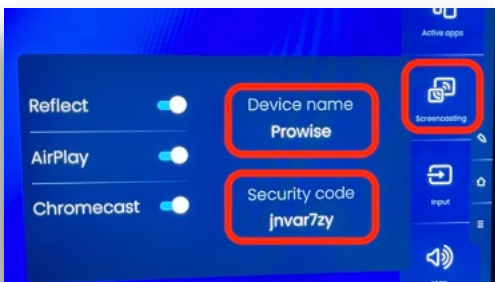 Active apps
Reflect
Device name
Prowise
Screencasting
AirPlay
Chromecast
Security code
jnvar7zy
Input